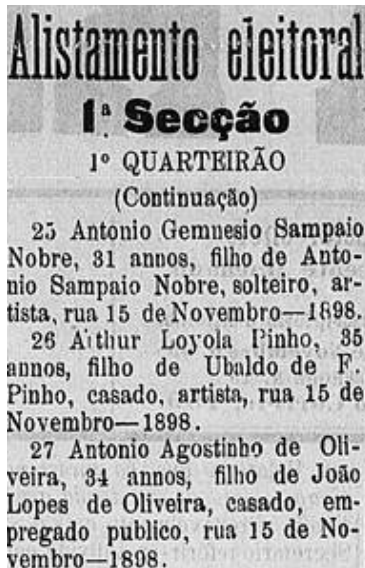 Alistamento eleitoral
1ª Secção
1º QUARTEIRÃO
(Continuação)
25 Antonio Gemnesio Sampaio
Nobre, 31 annos, filho de Anto-
nio Sampaio Nobre, solteiro, ar-
tista, rua 15 de Novembro—1898.
26 Arthur Loyola Pinho, 35
annos, filho de Ubaldo de F.
Pinho, casado, artista, rua 15 de
Novembro—1898.
27 Antonio Agostinho de Oli-
veira, 34 annos, filho de João
Lopes de Oliveira, casado, em-
pregado publico, rua 15 de No-
vembro—1898.